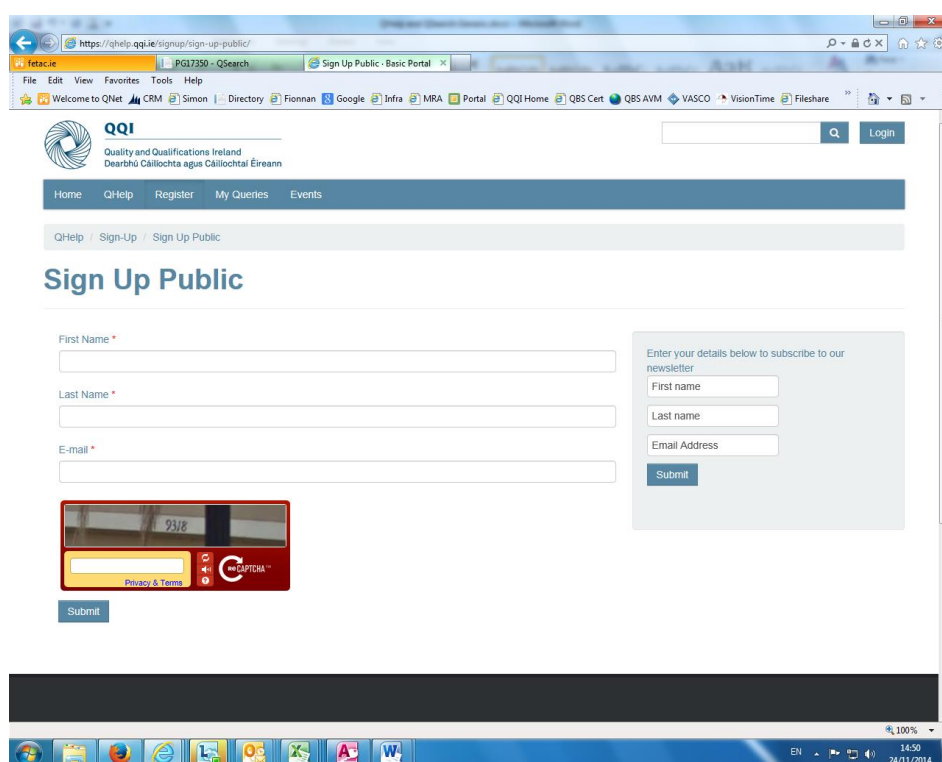 https://qhelp.qqi.ie/signup/sign-up-public/
fetac.ie PG17350 - QSearch Sign Up Public · Basic Portal
File Edit View Favorites Tools Help
Welcome to QNet CRM Simon Directory Fionnan Google Infra MRA Portal QQI Home QBS Cert QBS AVM VASCO VisionTime Fileshare
QQI
Quality and Qualifications Ireland
Dearbhú Cáilíochta agus Cáilíochtaí Éireann
Login
Home QHelp Register My Queries Events
QHelp / Sign-Up / Sign Up Public
Sign Up Public
First Name *
Last Name *
E-mail *
9318
Privacy & Terms
reCAPTCHA™
Submit
Enter your details below to subscribe to our
newsletter
First name
Last name
Email Address
Submit
100%
EN 14:50
24/11/2014